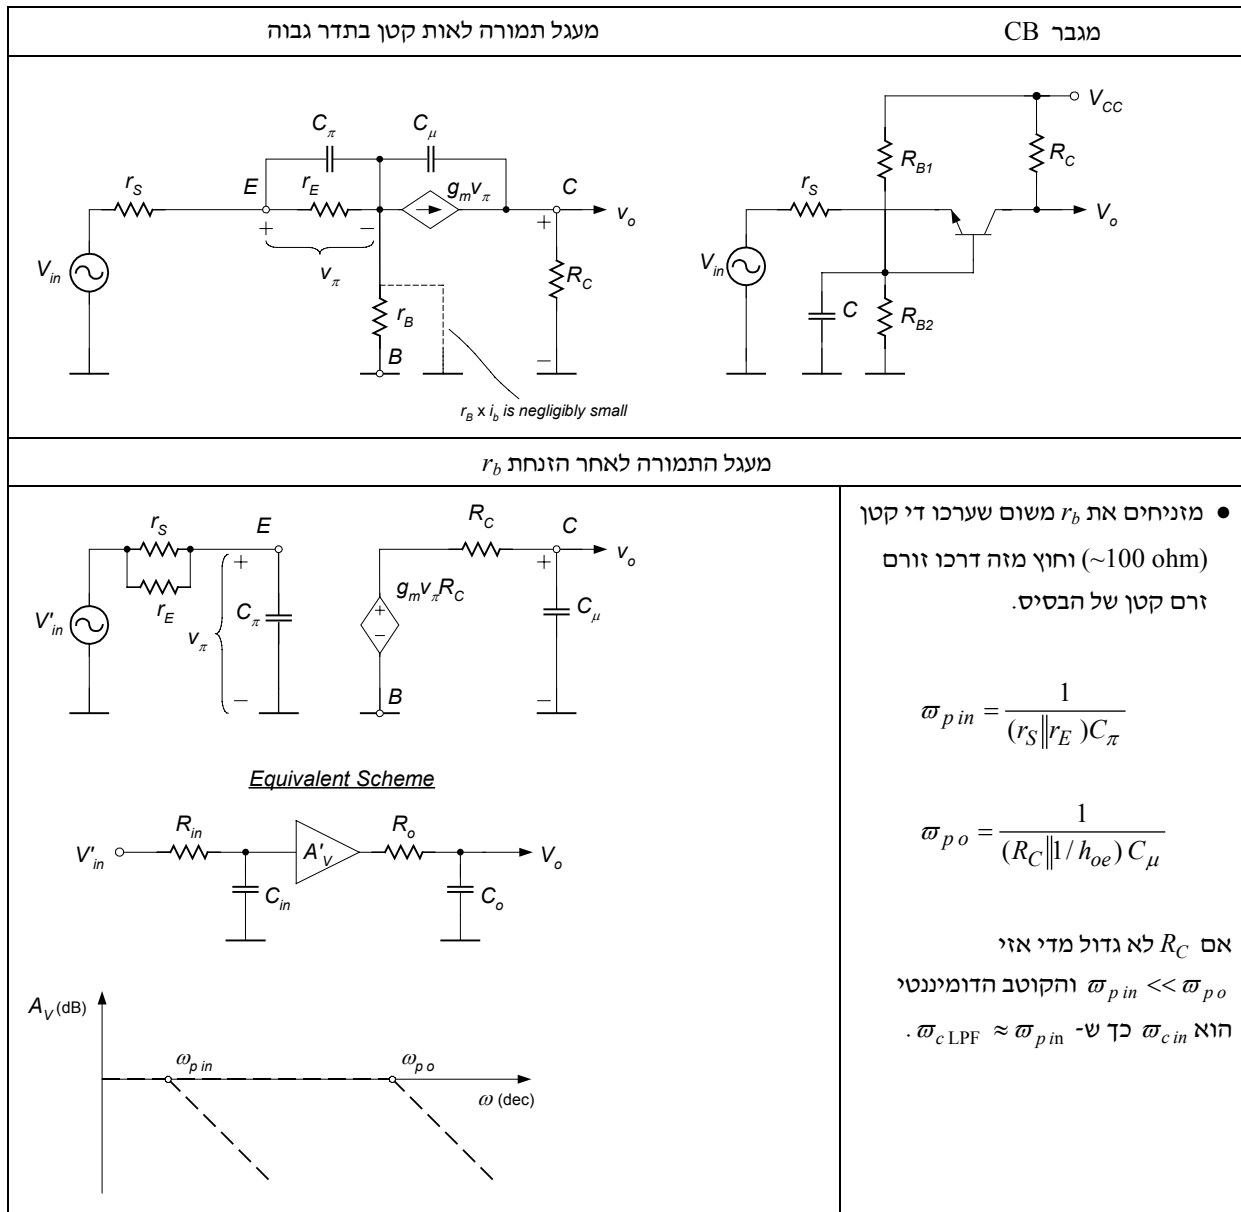 מגבר CB
מעגל תמורה לאות קטן בתדר גבוה
C_π
C_μ
r_S
E
r_E
g_m v_π
C
v_o
+
−
+
v_π
V_in
R_C
r_B
B
−
r_B x i_b is negligibly small
V_CC
R_B1
R_C
r_S
V_o
V_in
C
R_B2
מעגל התמורה לאחר הזנחת r_b
r_S
E
R_C
C
v_o
+
+
r_E
g_m v_π R_C
+
−
V'_in
C_π
v_π
C_μ
−
B
−
Equivalent Scheme
R_in
R_o
V'_in
A'_V
V_o
C_in
C_o
A_V (dB)
ω_p in
ω_p o
ω (dec)
● מזניחים את r_b משום שערכו די קטן
(~100 ohm) וחוץ מזה דרכו זורם
זרם קטן של הבסיס.
ϖ_p in = 1 / (r_S||r_E )C_π
ϖ_p o = 1 / (R_C||1/h_oe) C_μ
אם R_C לא גדול מדי אזי
ϖ_p in << ϖ_p o והקוטב הדומיננטי
הוא ϖ_c in כך ש- ϖ_c LPF ≈ ϖ_p in .